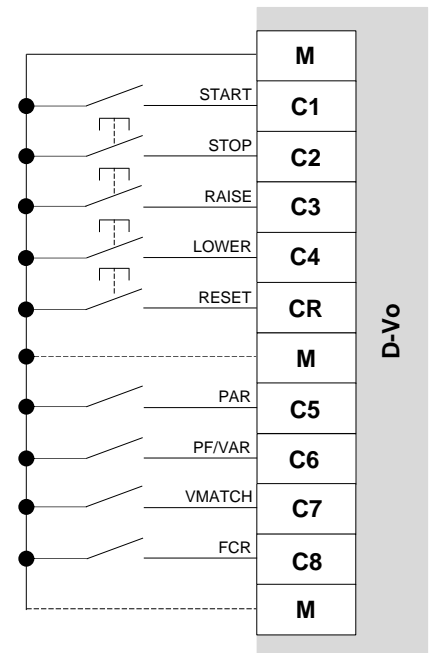 M
START C1
STOP C2
RAISE C3
LOWER C4
RESET CR
M
PAR C5
PF/VAR C6
VMATCH C7
FCR C8
M
D-Vo